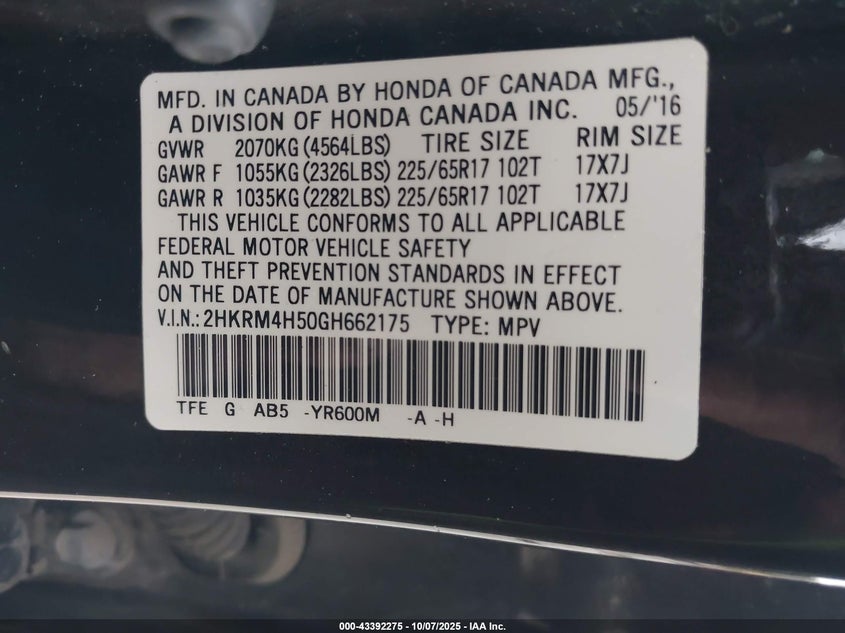 MFD. IN CANADA BY HONDA OF CANADA MFG.,
A DIVISION OF HONDA CANADA INC. 05/'16
GVWR 2070KG (4564LBS) TIRE SIZE RIM SIZE
GAWR F 1055KG (2326LBS) 225/65R17 102T 17X7J
GAWR R 1035KG (2282LBS) 225/65R17 102T 17X7J
THIS VEHICLE CONFORMS TO ALL APPLICABLE
FEDERAL MOTOR VEHICLE SAFETY
AND THEFT PREVENTION STANDARDS IN EFFECT
ON THE DATE OF MANUFACTURE SHOWN ABOVE.
V.I.N.: 2HKRM4H50GH662175 TYPE: MPV
TFE G AB5 -YR600M -A -H
000-43392275 - 10/07/2025 - IAA Inc.